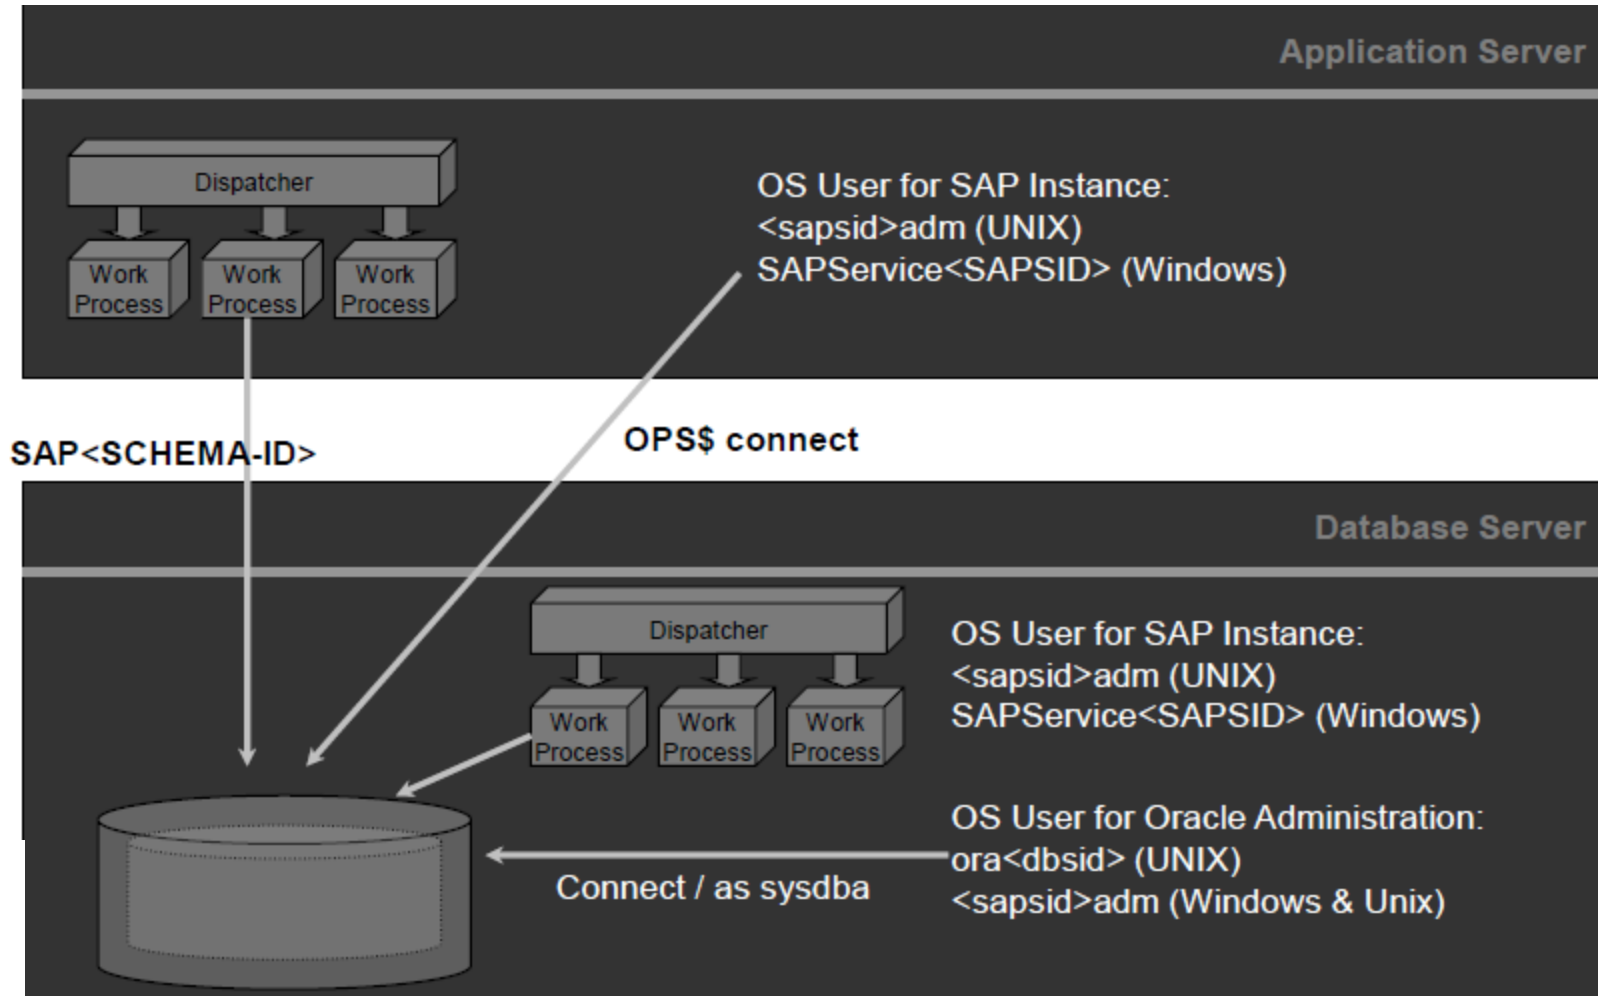 Application Server
Dispatcher
Work
Process
Work
Process
Work
Process
OS User for SAP Instance:
<sapsid>adm (UNIX)
SAPService<SAPSID> (Windows)
SAP<SCHEMA-ID>
OPS$ connect
Database Server
Dispatcher
Work
Process
Work
Process
Work
Process
OS User for SAP Instance:
<sapsid>adm (UNIX)
SAPService<SAPSID> (Windows)
Connect / as sysdba
OS User for Oracle Administration:
ora<dbsid> (UNIX)
<sapsid>adm (Windows & Unix)